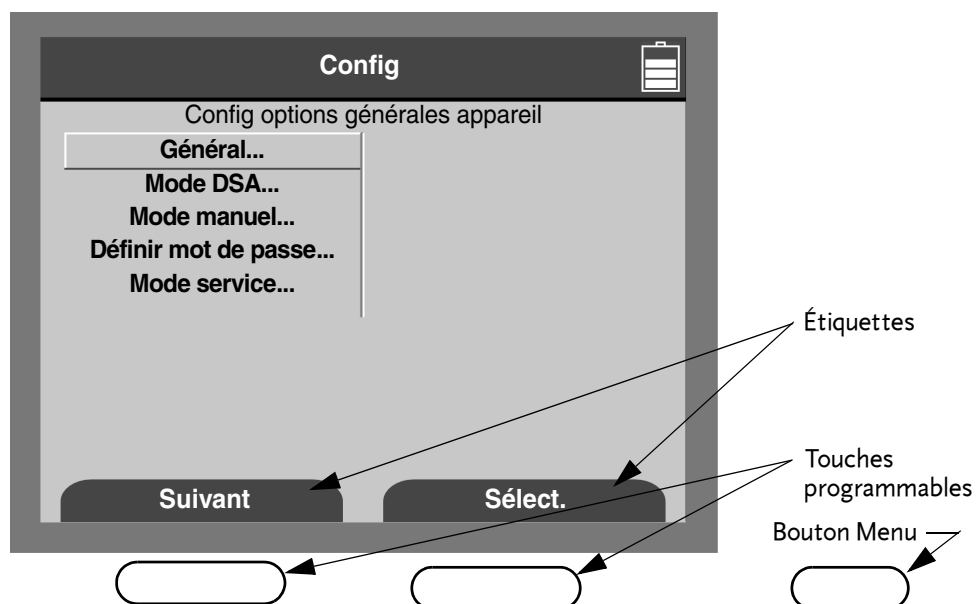 Config
Config options générales appareil
Général...
Mode DSA...
Mode manuel...
Définir mot de passe...
Mode service...
Étiquettes
Suivant
Sélect.
Touches
programmables
Bouton Menu